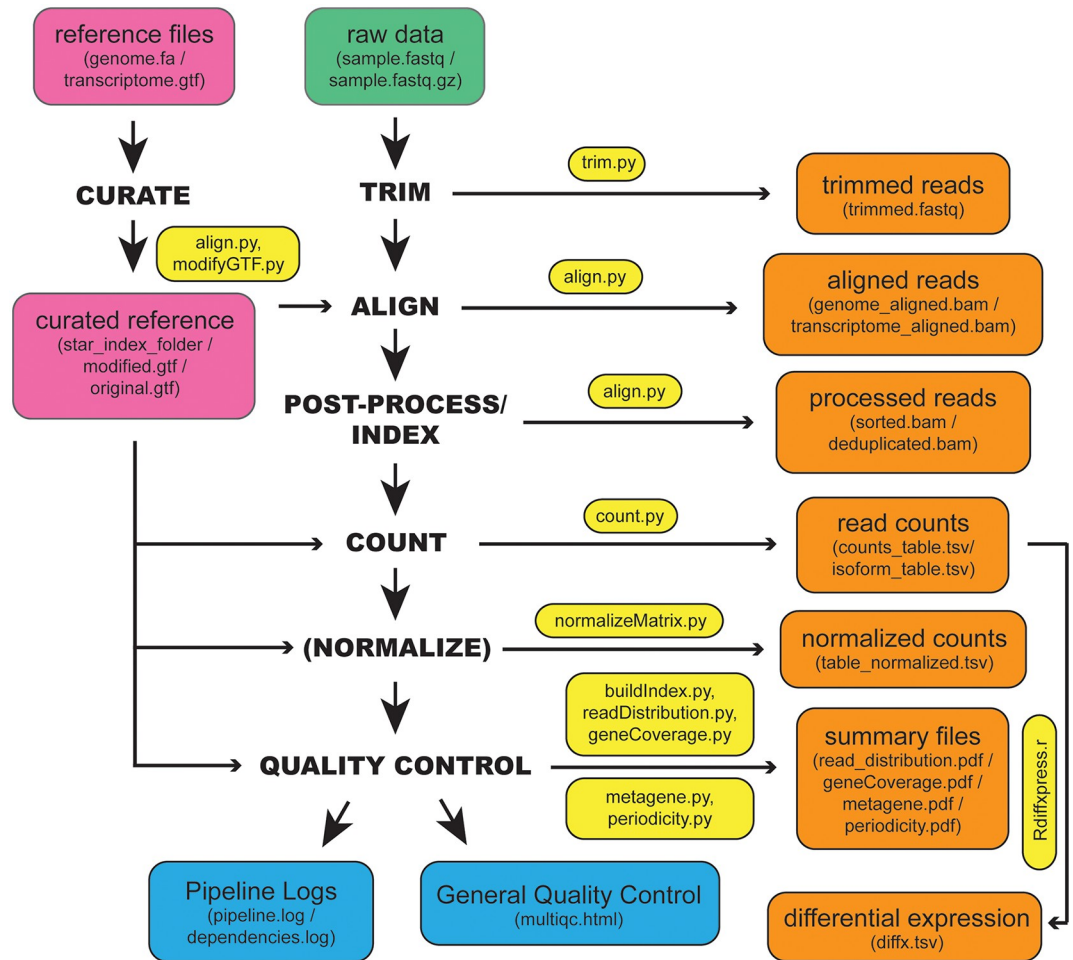 reference files
(genome.fa /
transcriptome.gtf)
raw data
(sample.fastq /
sample.fastq.gz)
CURATE
TRIM
trim.py
trimmed reads
(trimmed.fastq)
align.py,
modifyGTF.py
curated reference
(star_index_folder /
modified.gtf /
original.gtf)
ALIGN
align.py
aligned reads
(genome_aligned.bam /
transcriptome_aligned.bam)
POST-PROCESS/
INDEX
align.py
processed reads
(sorted.bam /
deduplicated.bam)
COUNT
count.py
read counts
(counts_table.tsv/
isoform_table.tsv)
(NORMALIZE)
normalizeMatrix.py
normalized counts
(table_normalized.tsv)
QUALITY CONTROL
buildIndex.py,
readDistribution.py,
geneCoverage.py
metagene.py,
periodicity.py
summary files
(read_distribution.pdf /
geneCoverage.pdf /
metagene.pdf /
periodicity.pdf)
Rdiffxpress.r
Pipeline Logs
(pipeline.log /
dependencies.log)
General Quality Control
(multiqc.html)
differential expression
(diffx.tsv)